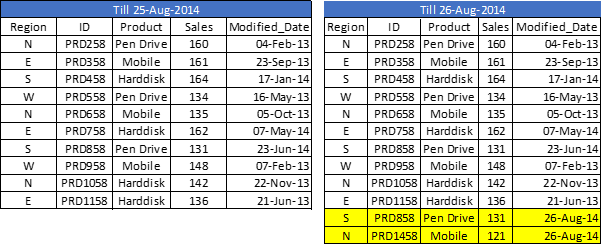 Till 25-Aug-2014
Region ID Product Sales Modified_Date
N PRD258 Pen Drive 160 04-Feb-13
E PRD358 Mobile 161 23-Sep-13
S PRD458 Harddisk 164 17-Jan-14
W PRD558 Pen Drive 134 16-May-13
N PRD658 Mobile 135 05-Oct-13
E PRD758 Harddisk 162 07-May-14
S PRD858 Pen Drive 131 23-Jun-14
W PRD958 Mobile 148 07-Feb-13
N PRD1058 Harddisk 142 22-Nov-13
E PRD1158 Harddisk 136 21-Jun-13
Till 26-Aug-2014
Region ID Product Sales Modified_Date
N PRD258 Pen Drive 160 04-Feb-13
E PRD358 Mobile 161 23-Sep-13
S PRD458 Harddisk 164 17-Jan-14
W PRD558 Pen Drive 134 16-May-13
N PRD658 Mobile 135 05-Oct-13
E PRD758 Harddisk 162 07-May-14
S PRD858 Pen Drive 131 23-Jun-14
W PRD958 Mobile 148 07-Feb-13
N PRD1058 Harddisk 142 22-Nov-13
E PRD1158 Harddisk 136 21-Jun-13
S PRD858 Pen Drive 131 26-Aug-14
N PRD1458 Mobile 121 26-Aug-14